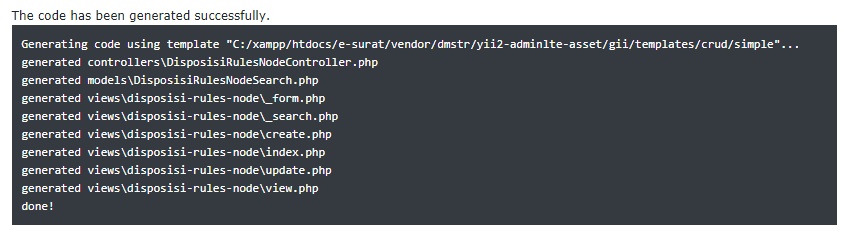 The code has been generated successfully.
Generating code using template "C:/xampp/htdocs/e-surat/vendor/dmstr/yii2-adminlte-asset/gii/templates/crud/simple"...
generated controllers\DisposisiRulesNodeController.php
generated models\DisposisiRulesNodeSearch.php
generated views\disposisi-rules-node\_form.php
generated views\disposisi-rules-node\_search.php
generated views\disposisi-rules-node\create.php
generated views\disposisi-rules-node\index.php
generated views\disposisi-rules-node\update.php
generated views\disposisi-rules-node\view.php
done!